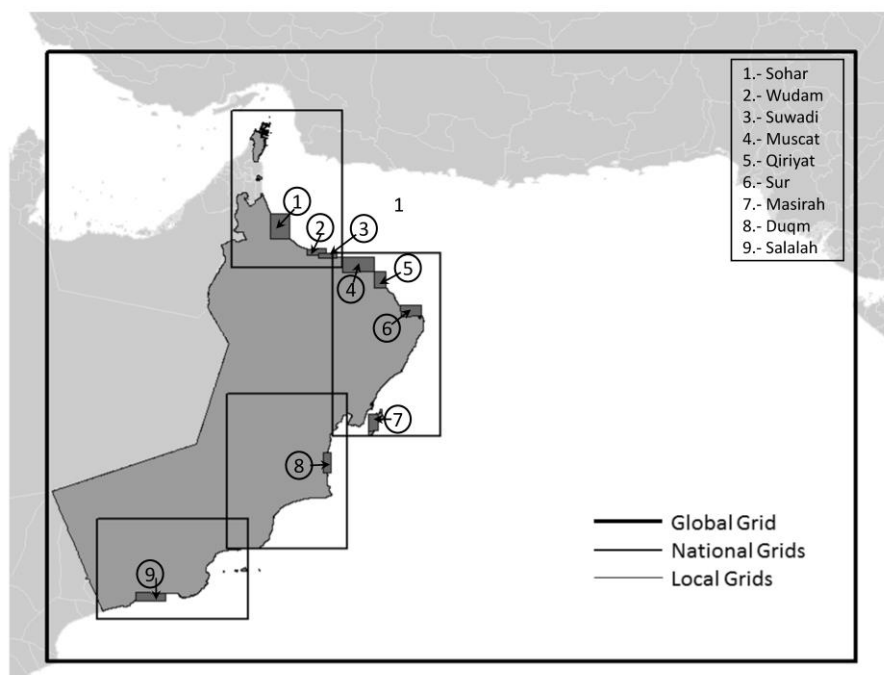 1.- Sohar
2.- Wudam
3.- Suwadi
4.- Muscat
5.- Qiriyat
6.- Sur
7.- Masirah
8.- Duqm
9.- Salalah
1
1
2
3
4
5
6
7
8
9
Global Grid
National Grids
Local Grids